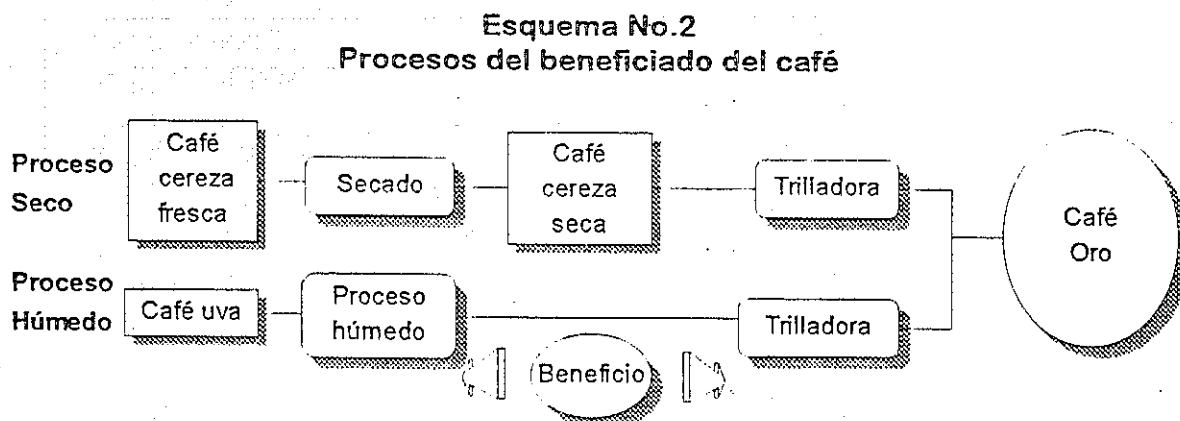 Esquema No.2
Procesos del beneficiado del café
Proceso
Seco
Café
cereza
fresca
Secado
Café
cereza
seca
Trilladora
Café
Oro
Proceso
Húmedo
Café uva
Proceso
húmedo
Trilladora
Beneficio